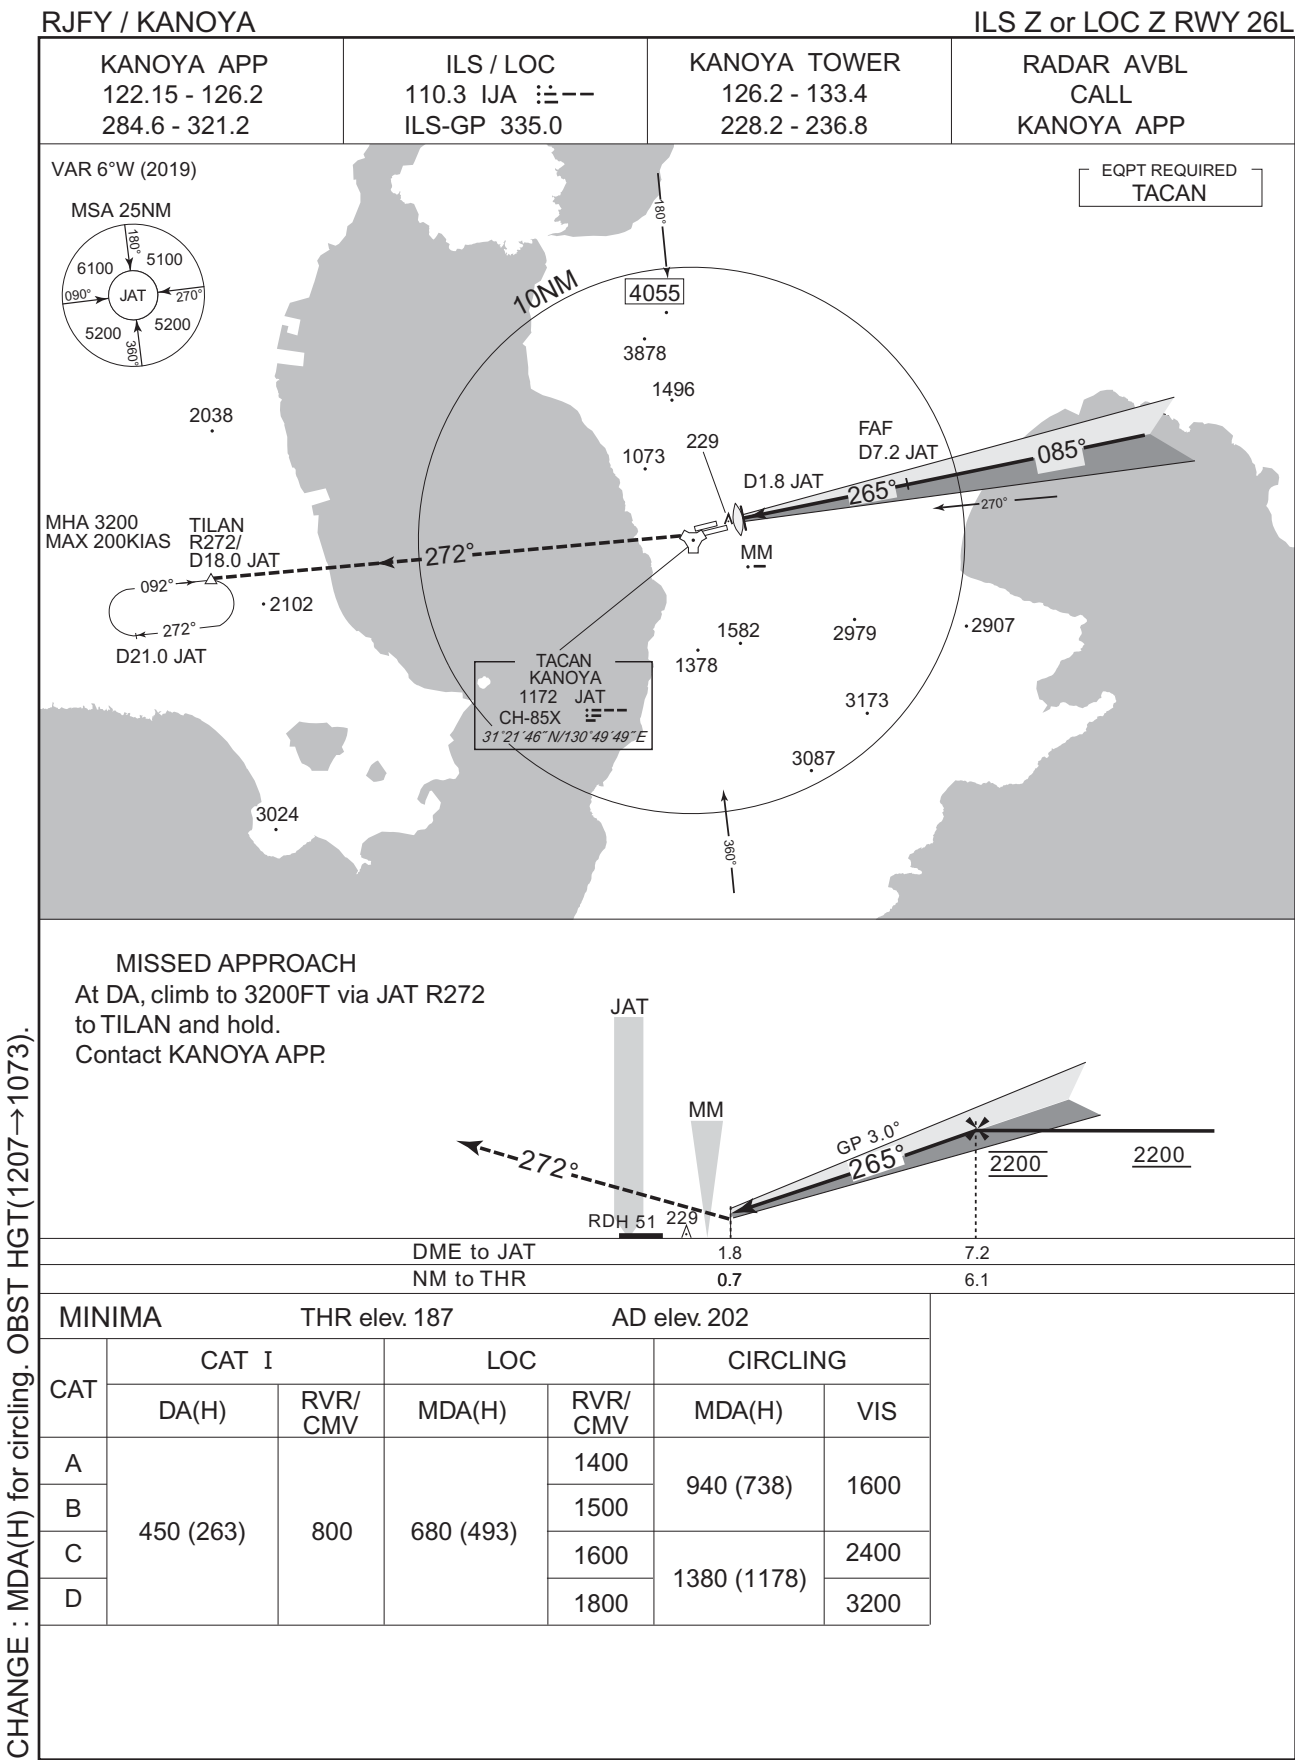 RJFY / KANOYA
ILS Z or LOC Z RWY 26L
KANOYA APP
122.15 - 126.2
284.6 - 321.2
ILS / LOC
110.3 IJA
ILS-GP 335.0
KANOYA TOWER
126.2 - 133.4
228.2 - 236.8
RADAR AVBL
CALL
KANOYA APP
VAR 6°W (2019)
EQPT REQUIRED
TACAN
MSA 25NM
180°
6100
5100
090°
JAT
270°
5200
5200
360°
180°
10NM
4055
3878
1496
2038
229
1073
FAF
D7.2 JAT
085°
D1.8 JAT
265°
270°
MHA 3200
MAX 200KIAS
TILAN
R272/
D18.0 JAT
272°
MM
092°
2102
272°
D21.0 JAT
1582
2979
2907
1378
TACAN
KANOYA
1172 JAT
CH-85X
31°21´46˝N/130°49´49˝E
3173
3087
3024
360°
MISSED APPROACH
At DA, climb to 3200FT via JAT R272
to TILAN and hold.
Contact KANOYA APP.
JAT
MM
GP 3.0°
265°
2200
2200
272°
RDH 51
229
DME to JAT 1.8 7.2
NM to THR 0.7 6.1
MINIMA THR elev. 187 AD elev. 202
CAT
CAT I
LOC
CIRCLING
DA(H)
RVR/
CMV
MDA(H)
RVR/
CMV
MDA(H)
VIS
A
B
C
D
450 (263)
800
680 (493)
1400
1500
1600
1800
940 (738)
1380 (1178)
1600
2400
3200
CHANGE : MDA(H) for circling. OBST HGT(1207→1073).